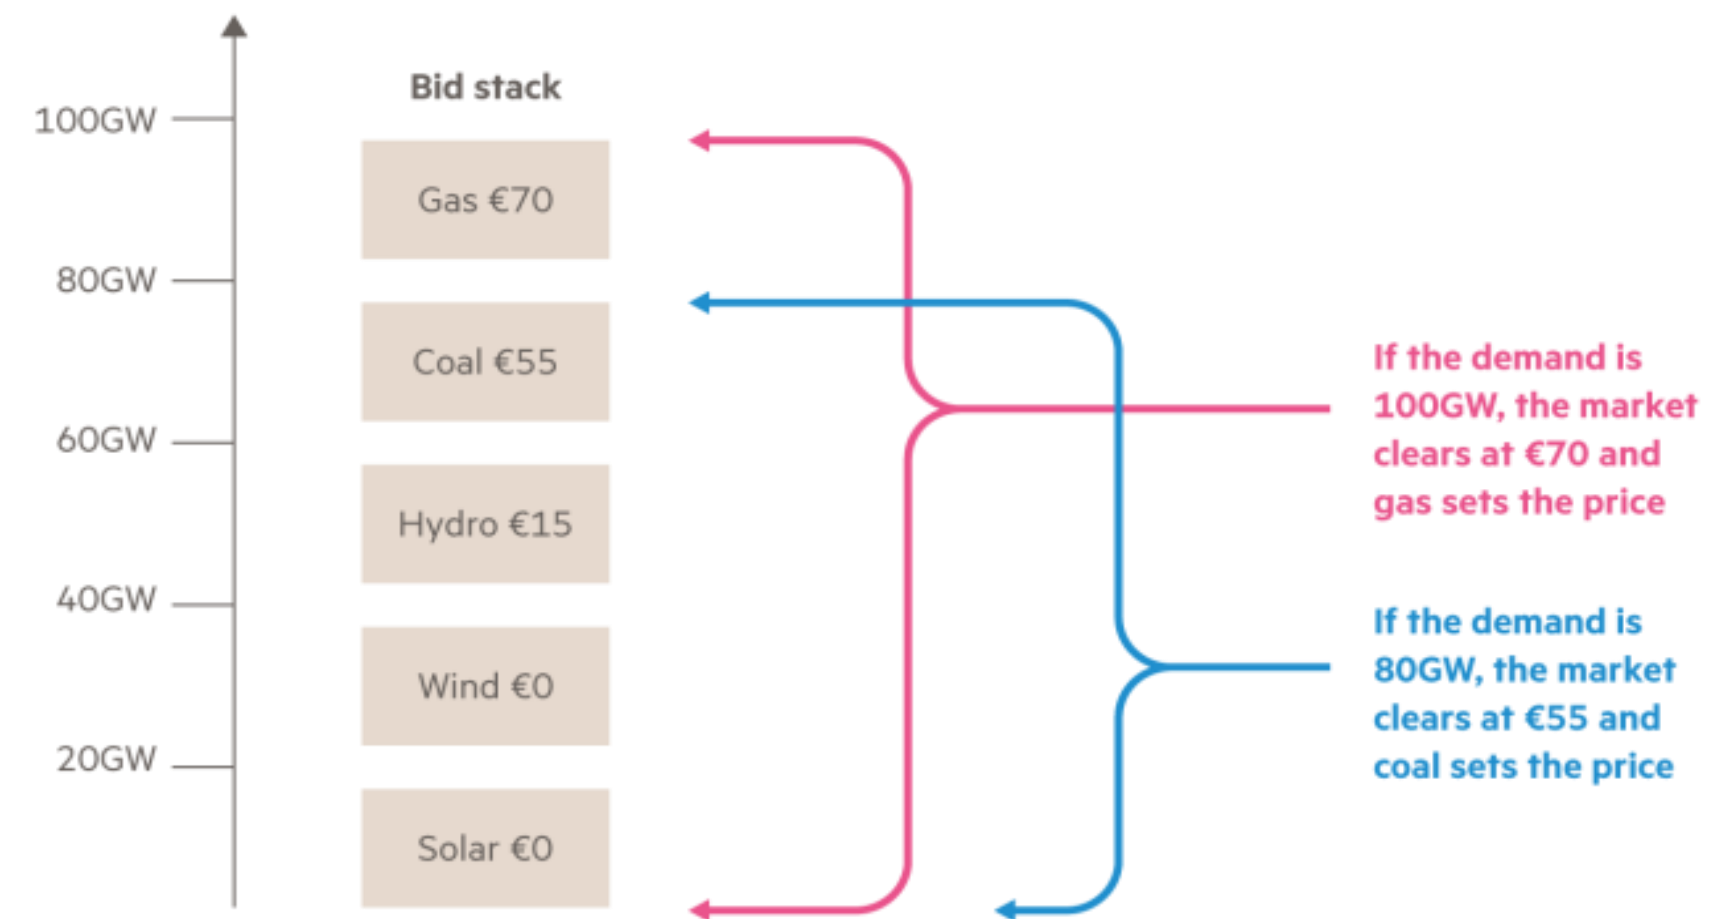 Bid stack
100GW
Gas €70
80GW
Coal €55
60GW
Hydro €15
40GW
Wind €0
20GW
Solar €0
If the demand is
100GW, the market
clears at €70 and
gas sets the price
If the demand is
80GW, the market
clears at €55 and
coal sets the price